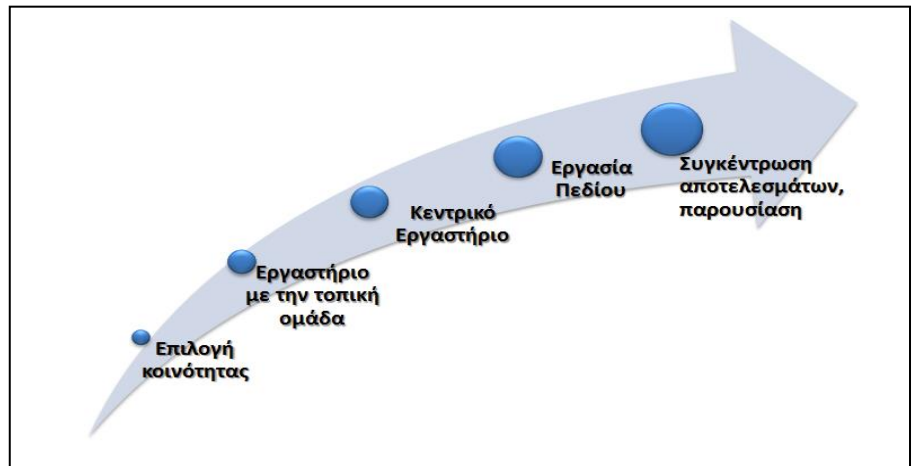 Επιλογή
κοινότητας
Εργαστήριο
με την τοπική
ομάδα
Κεντρικό
Εργαστήριο
Εργασία
Πεδίου
Συγκέντρωση
αποτελεσμάτων,
παρουσίαση